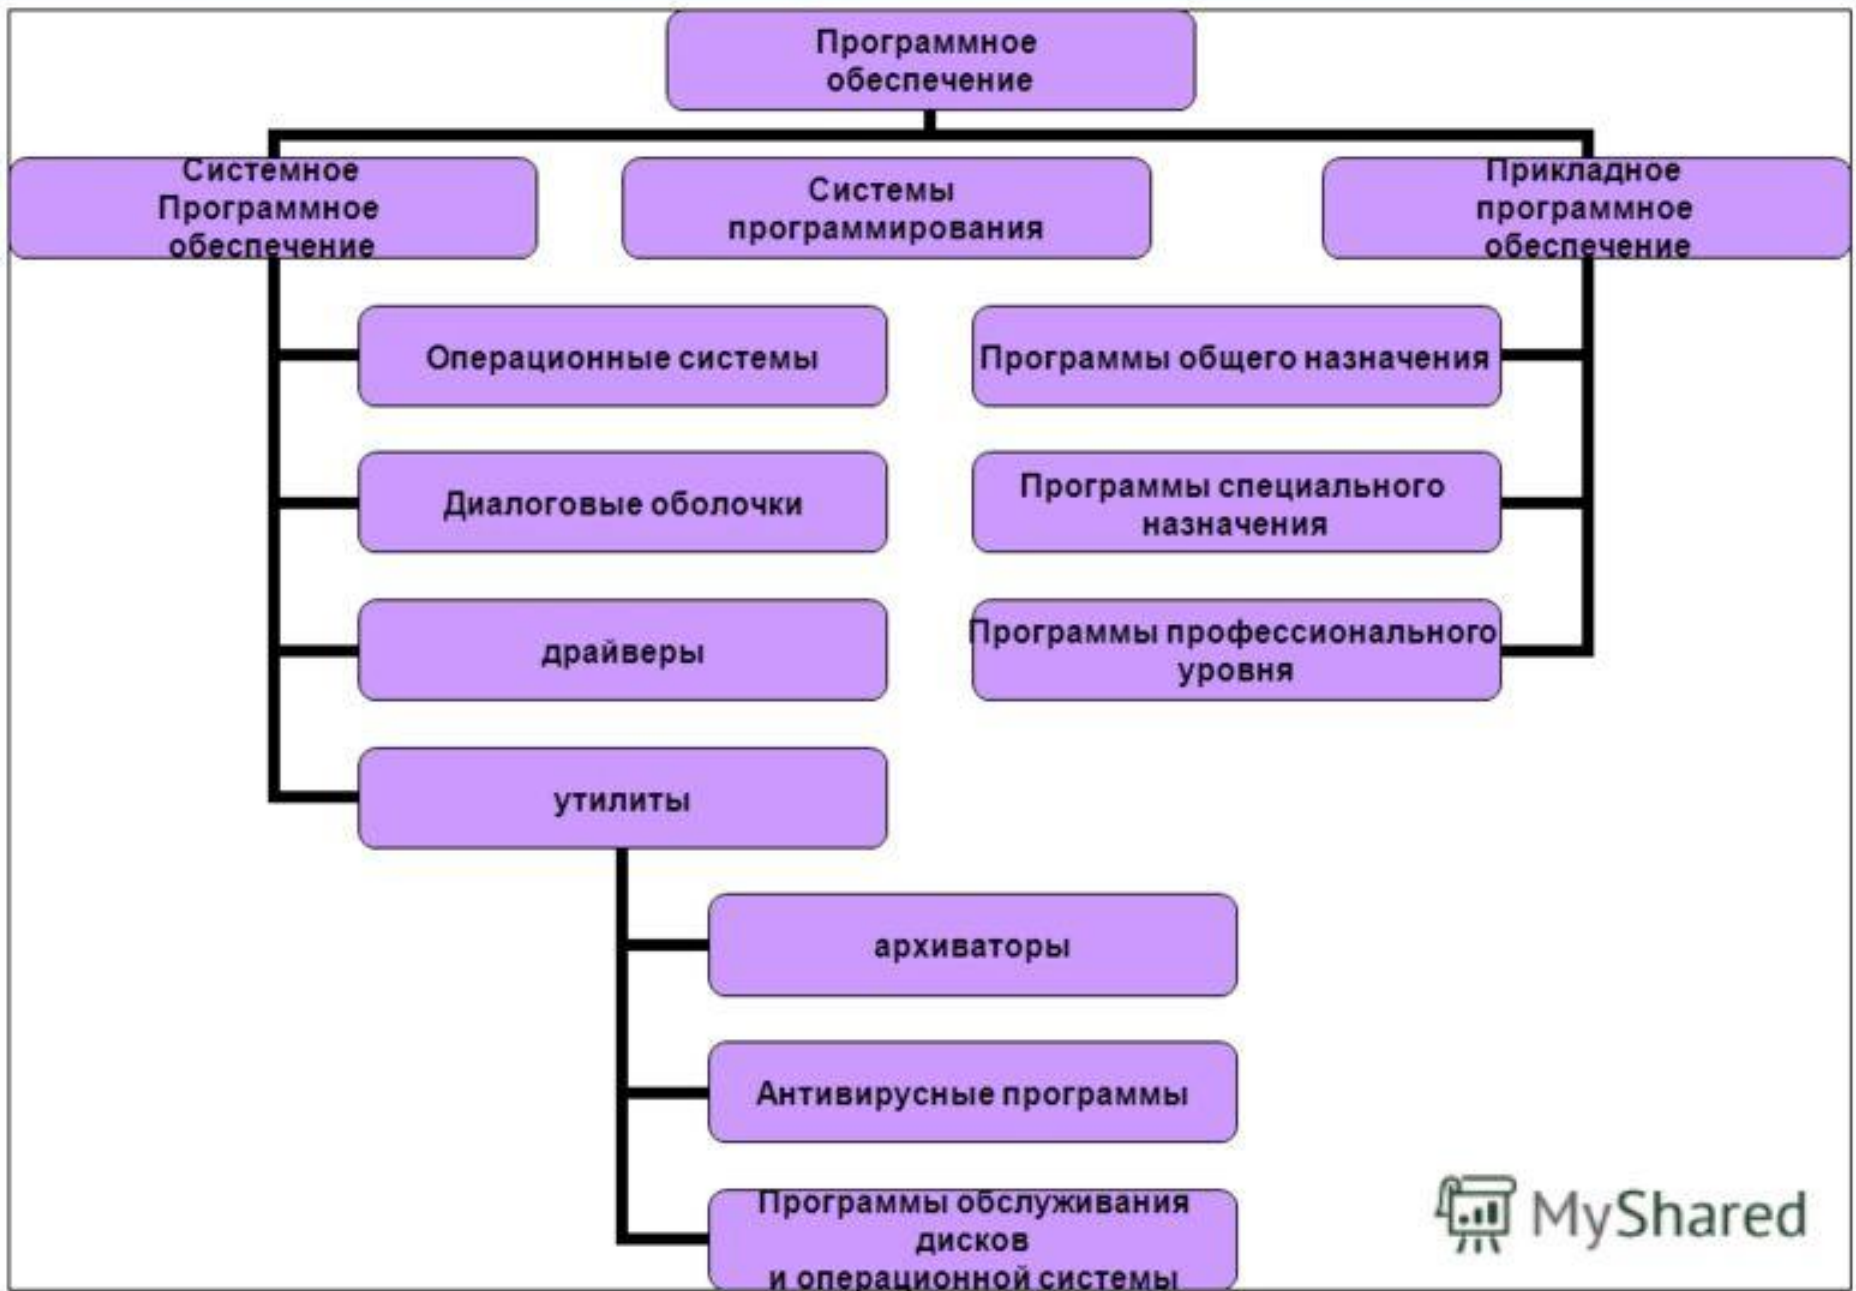 Программное
обеспечение
Системное
Программное
обеспечение
Системы
программирования
Прикладное
программное
обеспечение
Операционные системы
Диалоговые оболочки
драйверы
утилиты
архиваторы
Антивирусные программы
Программы обслуживания
дисков
и операционной системы
Программы общего назначения
Программы специального
назначения
Программы профессионального
уровня
MyShared